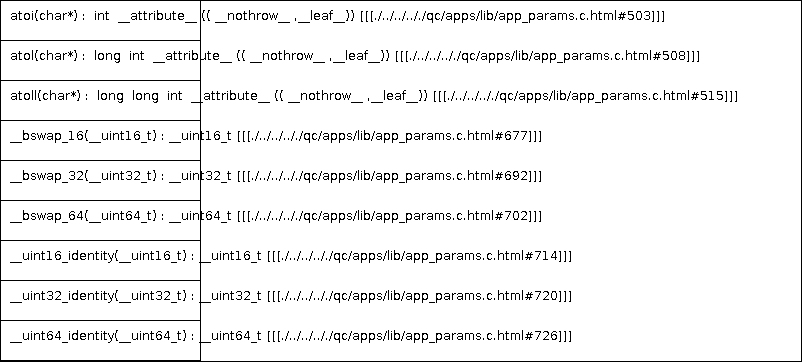 atoi(char*) : int __attribute__ (( __nothrow__ ,__leaf__)) [[[./../../../qc/apps/lib/app_params.c.html#503]]]
atol(char*) : long int __attribute__ (( __nothrow__ ,__leaf__)) [[[./../../../qc/apps/lib/app_params.c.html#508]]]
atoll(char*) : long long int __attribute__ (( __nothrow__ ,__leaf__)) [[[./../../../qc/apps/lib/app_params.c.html#515]]]
__bswap_16(__uint16_t) : __uint16_t [[[./../../../qc/apps/lib/app_params.c.html#677]]]
__bswap_32(__uint32_t) : __uint32_t [[[./../../../qc/apps/lib/app_params.c.html#692]]]
__bswap_64(__uint64_t) : __uint64_t [[[./../../../qc/apps/lib/app_params.c.html#702]]]
__uint16_identity(__uint16_t) : __uint16_t [[[./../../../qc/apps/lib/app_params.c.html#714]]]
__uint32_identity(__uint32_t) : __uint32_t [[[./../../../qc/apps/lib/app_params.c.html#720]]]
__uint64_identity(__uint64_t) : __uint64_t [[[./../../../qc/apps/lib/app_params.c.html#726]]]